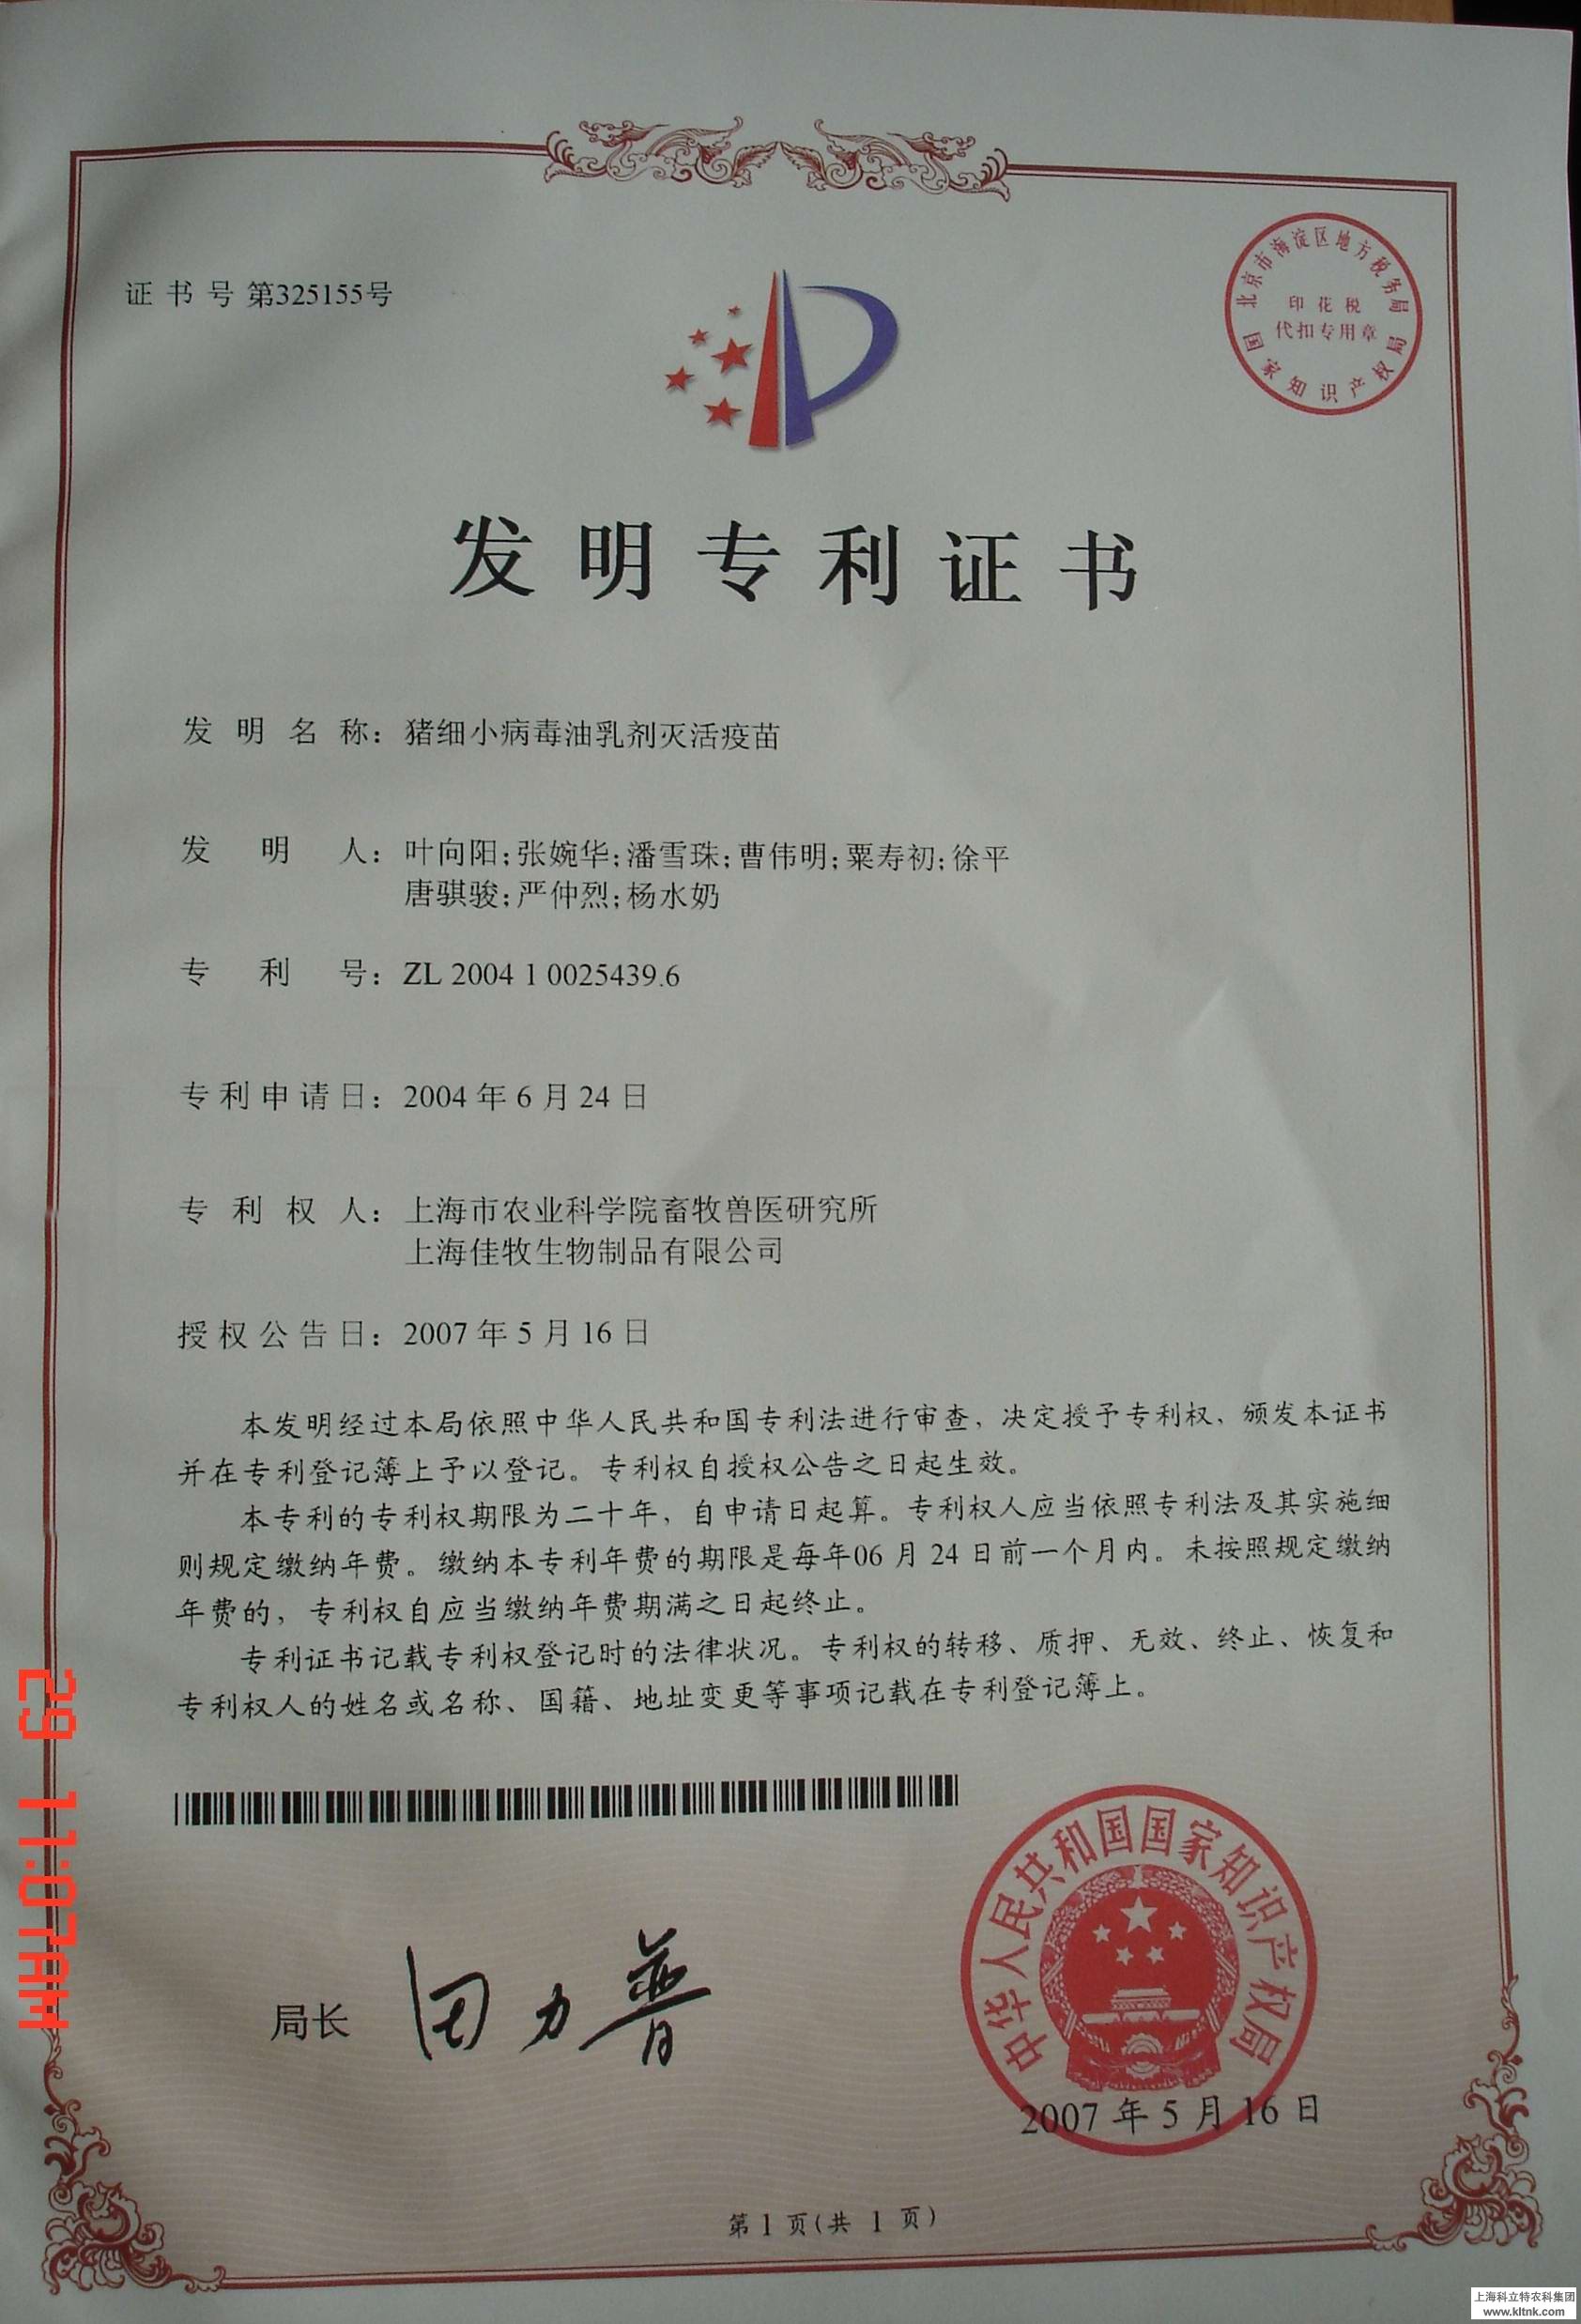 证书号第325155号
北京市海淀区地方税务局
印花税
代扣专用章
国家知识产权局
发明专利证书
发明名称：猪细小病毒油乳剂灭活疫苗
发明人：叶向阳;张婉华;潘雪珠;曹伟明;粟寿初;徐平
唐骐骏;严仲烈;杨水奶
专利号：ZL 2004 1 0025439.6
专利申请日：2004年6月24日
专利权人：上海市农业科学院畜牧兽医研究所
上海佳牧生物制品有限公司
授权公告日：2007年5月16日
本发明经过本局依照中华人民共和国专利法进行审查，决定授予专利权，颁发本证书
并在专利登记簿上予以登记。专利权自授权公告之日起生效。
本专利的专利权期限为二十年，自申请日起算。专利权人应当依照专利法及其实施细
则规定缴纳年费。缴纳本专利年费的期限是每年06月24日前一个月内。未按照规定缴纳
年费的，专利权自应当缴纳年费期满之日起终止。
专利证书记载专利权登记时的法律状况。专利权的转移、质押、无效、终止、恢复和
专利权人的姓名或名称、国籍、地址变更等事项记载在专利登记簿上。
局长 田力普
中华人民共和国国家知识产权局
2007年5月16日
第1页(共1页)
29 11:07AM
上海科立特农科集团
www.kltnk.com